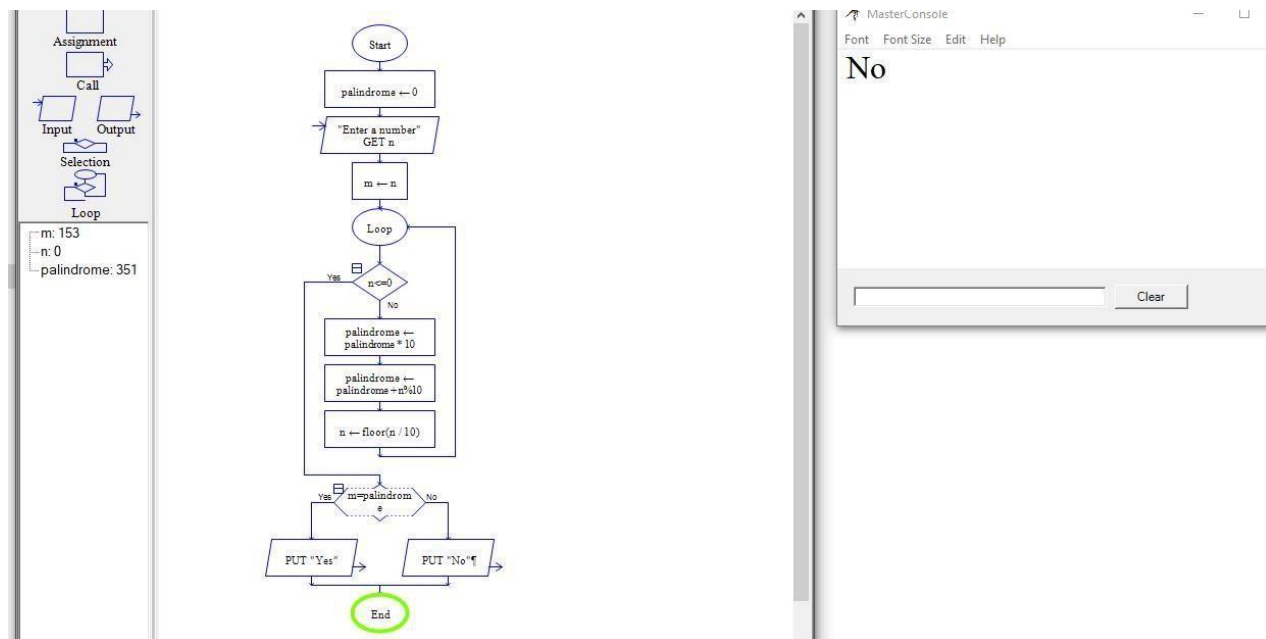 Assignment
Call
Input Output
Selection
Loop
m: 153
n: 0
palindrome: 351
Start
palindrome ← 0
"Enter a number"
GET n
m ← n
Loop
Yes
n<=0
No
palindrome ←
palindrome * 10
palindrome ←
palindrome + n%10
n ← floor(n / 10)
Yes
m=palindrom
e
No
PUT "Yes"
PUT "No"¶
End
MasterConsole
Font Font Size Edit Help
No
Clear